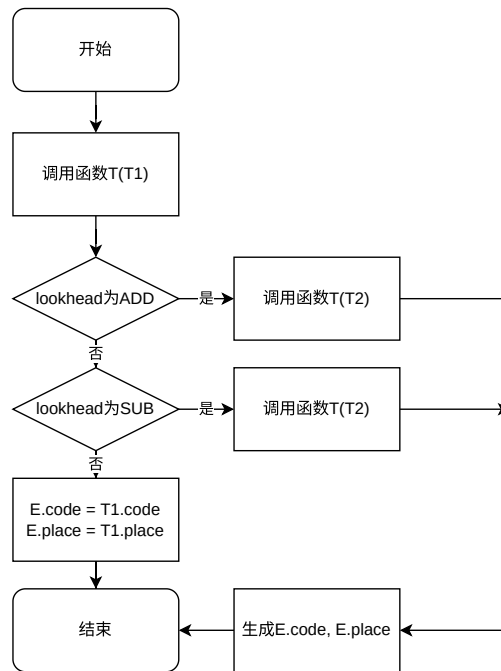 开始
调用函数T(T1)
lookhead为ADD
是
调用函数T(T2)
否
lookhead为SUB
是
调用函数T(T2)
否
E.code = T1.code
E.place = T1.place
结束
生成E.code, E.place